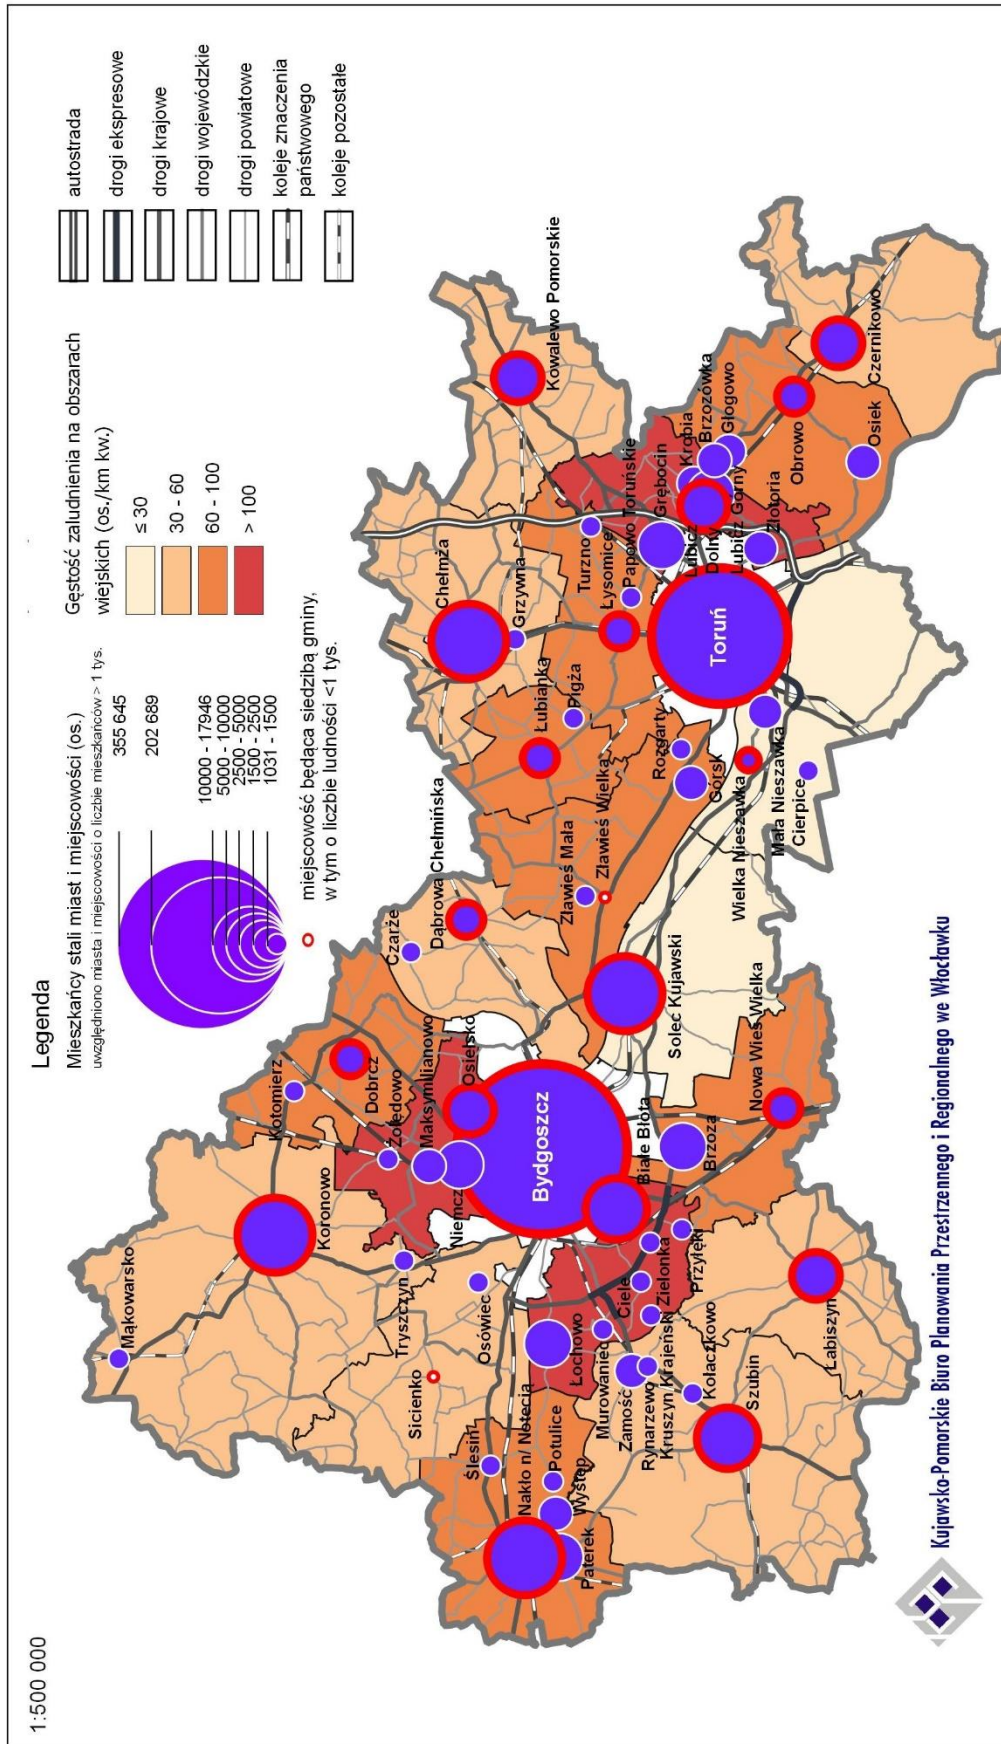 1:500 000
Legenda
Mieszkańcy stali miast i miejscowości (os.)
uwzględniono miasta i miejscowości o liczbie mieszkańców > 1 tys.
355 645
202 689
10000 - 17946
5000 - 10000
2500 - 5000
1500 - 2500
1031 - 1500
miejscowość będąca siedzibą gminy,
w tym o liczbie ludności <1 tys.
Gęstość zaludnienia na obszarach
wiejskich (os./km kw.)
≤ 30
30 - 60
60 - 100
> 100
autostrada
drogi ekspresowe
drogi krajowe
drogi wojewódzkie
drogi powiatowe
koleje znaczenia
państwowego
koleje pozostałe
Mąkowarsko
Koronowo
Kotomierz
Dobrcz
Żołędowo
Maksymilianowo
Osielsko
Niemcz
Tryszczyn
Osówiec
Sicienko
Ślesin
Nakło n/ Notecią
Potulice
Występ
Paterek
Bydgoszcz
Białe Błota
Łochowo
Murowaniec
Zamość
Rynarzewo
Kruszyn Krajeński
Ciele
Zielonka
Przyłęki
Kołaczkowo
Szubin
Łabiszyn
Brzoza
Nowa Wieś Wielka
Solec Kujawski
Czarże
Dąbrowa Chełmińska
Zławieś Mała
Zławieś Wielka
Rozgarty
Górsk
Wielka Nieszawka
Mała Nieszawka
Cierpice
Łubianka
Pigża
Chełmża
Grzywna
Turzno
Łysomice
Papowo Toruńskie
Toruń
Grębocin
Lubicz
Dolny
Lubicz Górny
Krobia
Brzozówka
Głogowo
Złotoria
Obrowo
Osiek
Czernikowo
Kowalewo Pomorskie
Kujawsko-Pomorskie Biuro Planowania Przestrzennego i Regionalnego we Włocławku